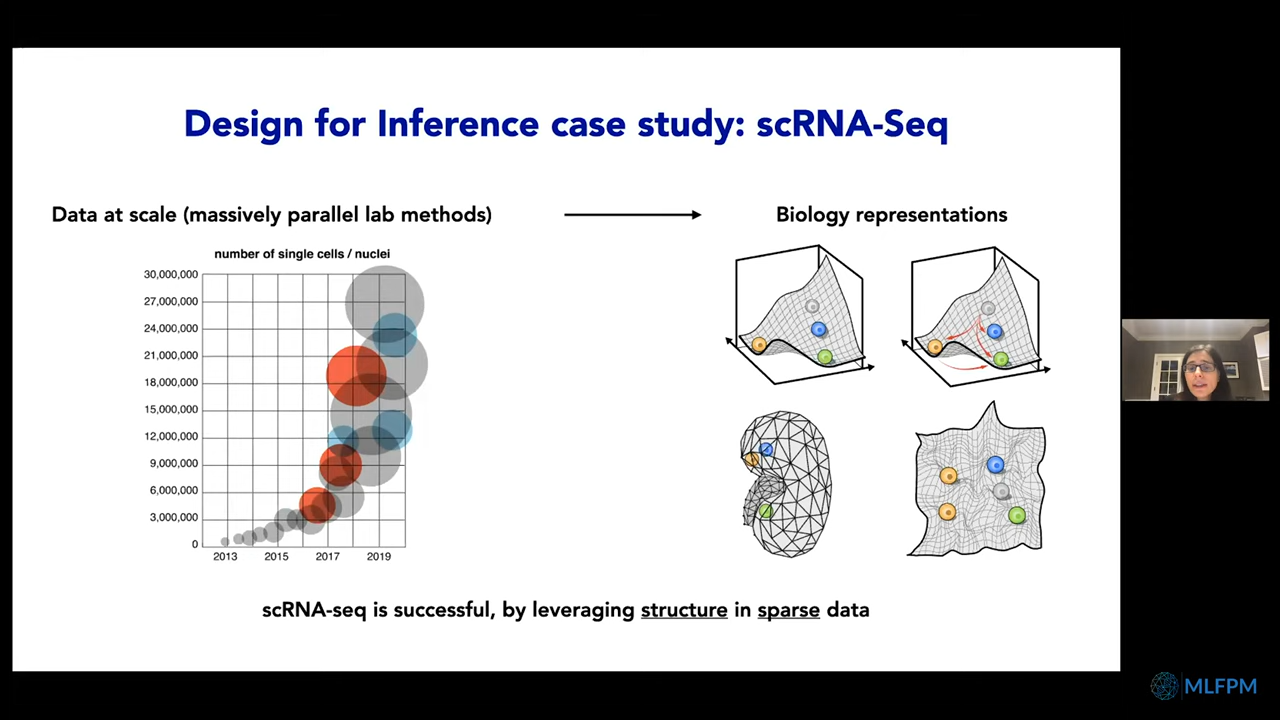 Design for Inference case study: scRNA-Seq
Data at scale (massively parallel lab methods)
Biology representations
number of single cells / nuclei
30,000,000
27,000,000
24,000,000
21,000,000
18,000,000
15,000,000
12,000,000
9,000,000
6,000,000
3,000,000
0
2013 2015 2017 2019
scRNA-seq is successful, by leveraging structure in sparse data
MLFPM